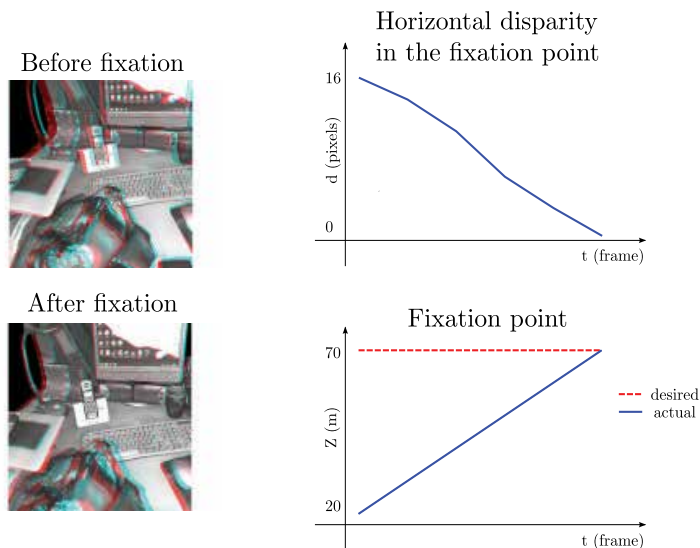 Before fixation
Horizontal disparity
in the fixation point
16
d (pixels)
0
t (frame)
After fixation
Fixation point
70
Z (m)
20
t (frame)
desired
actual